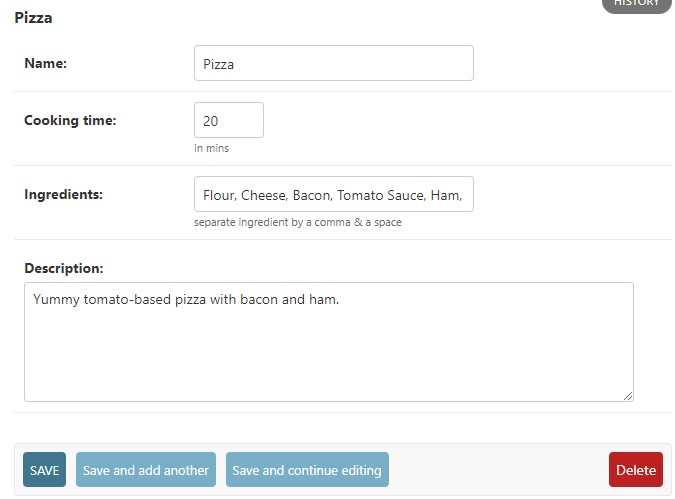 HISTORY
Pizza
Name:
Pizza
Cooking time:
20
in mins
Ingredients:
Flour, Cheese, Bacon, Tomato Sauce, Ham,
separate ingredient by a comma & a space
Description:
Yummy tomato-based pizza with bacon and ham.
SAVE
Save and add another
Save and continue editing
Delete